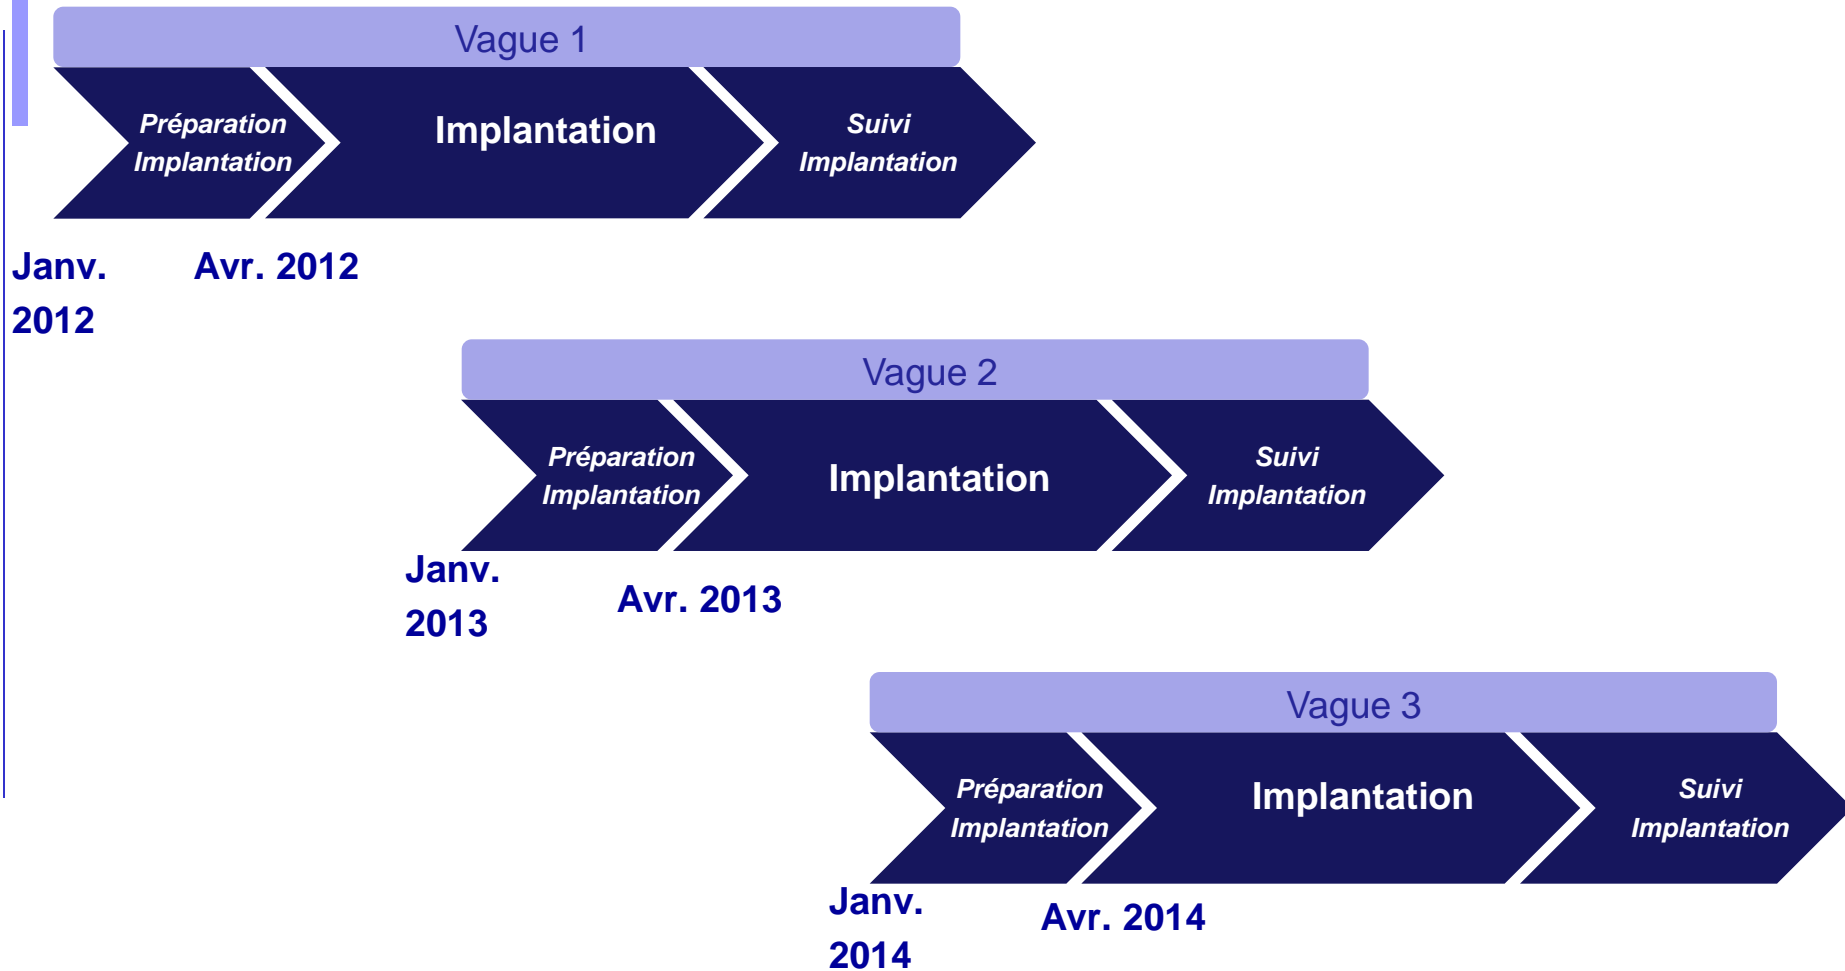 Vague 1
Préparation
Implantation
Implantation
Suivi
Implantation
Janv.
2012
Avr. 2012
Vague 2
Préparation
Implantation
Implantation
Suivi
Implantation
Janv.
2013
Avr. 2013
Vague 3
Préparation
Implantation
Implantation
Suivi
Implantation
Janv.
2014
Avr. 2014